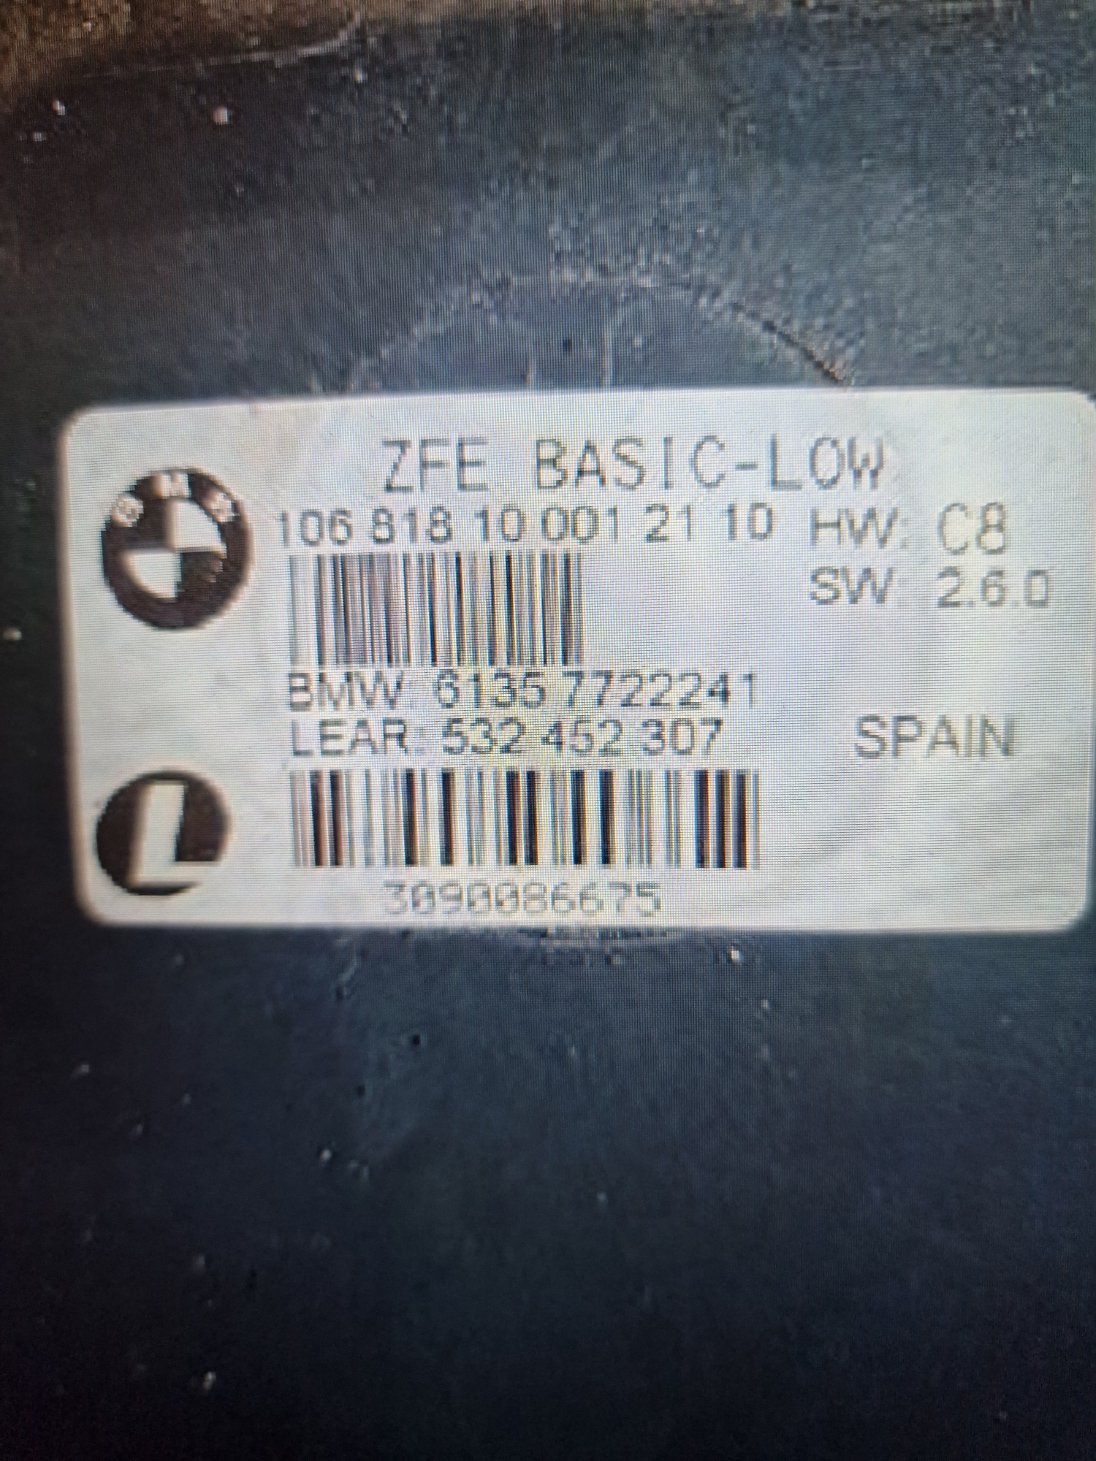 ZFE BASIC-LOW
106 818 10 001 21 10 HW: C8
SW: 2.6.0
BMW: 6135 7722241
LEAR: 532 452 307 SPAIN
BMW
L
3090086675